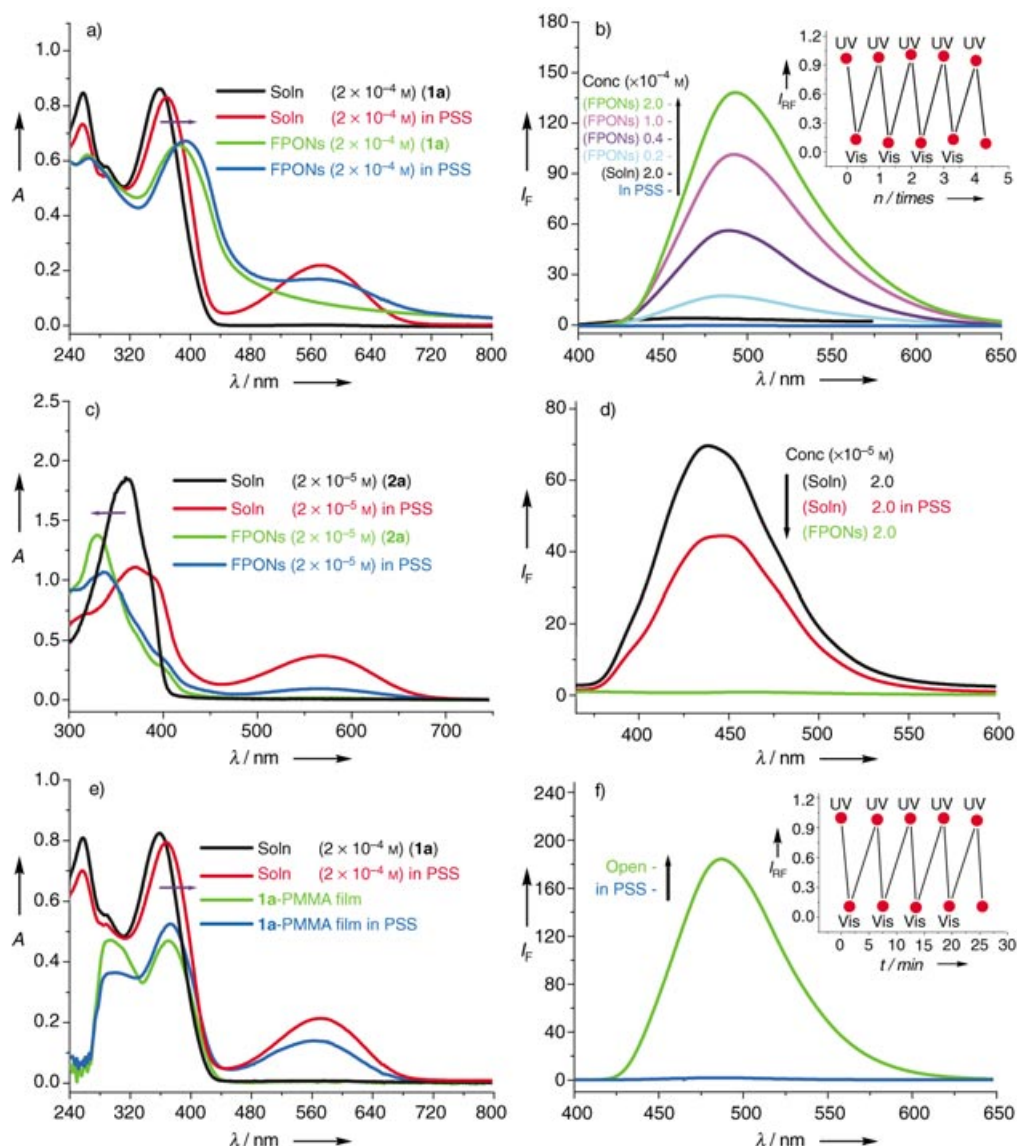 a)
1.0
0.8
0.6
0.4
0.2
0.0
A
Soln (2 × 10⁻⁴ M) (1a)
Soln (2 × 10⁻⁴ M) in PSS
FPONs (2 × 10⁻⁴ M) (1a)
FPONs (2 × 10⁻⁴ M) in PSS
240 320 400 480 560 640 720 800
λ / nm
b)
180
135
90
60
30
0
I_F
Conc (×10⁻⁴ M)
(FPONs) 2.0 -
(FPONs) 1.0 -
(FPONs) 0.4 -
(FPONs) 0.2 -
(Soln) 2.0 -
In PSS -
400 450 500 550 600 650
λ / nm
1.2
0.9
0.6
0.3
0.0
I_RF
UV UV UV UV UV
Vis Vis Vis Vis
0 1 2 3 4 5
n / times
c)
2.5
2.0
1.5
1.0
0.5
0.0
A
Soln (2 × 10⁻⁵ M) (2a)
Soln (2 × 10⁻⁵ M) in PSS
FPONs (2 × 10⁻⁵ M) (2a)
FPONs (2 × 10⁻⁵ M) in PSS
300 400 500 600 700
λ / nm
d)
80
60
40
20
0
I_F
Conc (×10⁻⁵ M)
(Soln) 2.0
(Soln) 2.0 in PSS
(FPONs) 2.0
400 450 500 550 600
λ / nm
e)
1.0
0.8
0.6
0.4
0.2
0.0
A
Soln (2 × 10⁻⁴ M) (1a)
Soln (2 × 10⁻⁴ M) in PSS
1a-PMMA film
1a-PMMA film in PSS
240 320 400 480 560 640 720 800
λ / nm
f)
240
200
160
120
80
40
0
I_F
Open -
in PSS -
400 450 500 550 600 650
λ / nm
1.2
0.9
0.6
0.3
0.0
I_RF
UV UV UV UV UV
Vis Vis Vis Vis
0 5 10 15 20 25 30
t / min